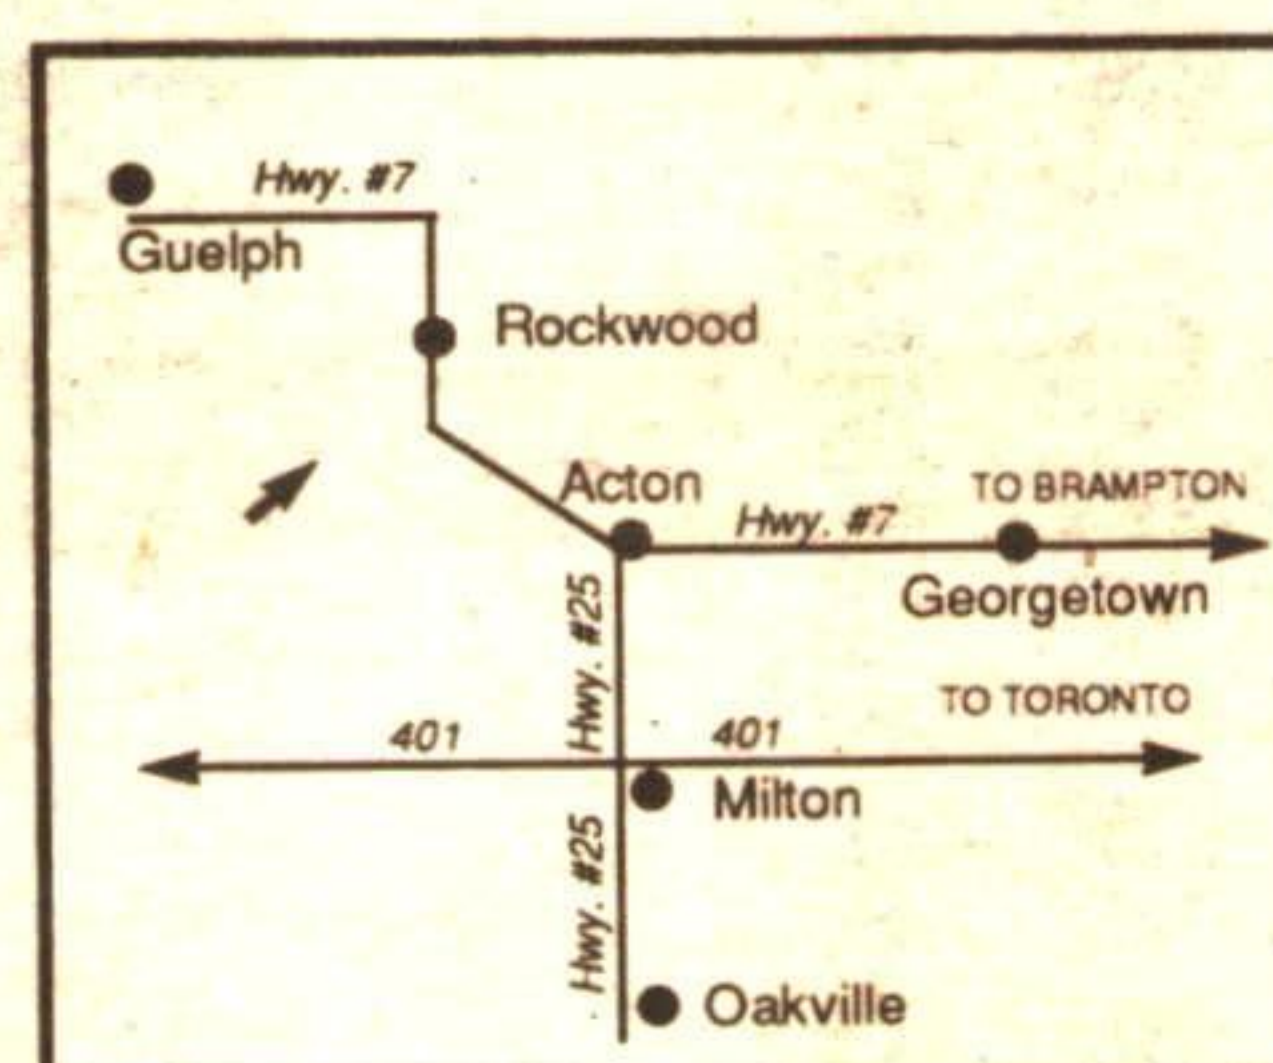 Hwy. #7
Guelph
Rockwood
Acton
TO BRAMPTON
Hwy. #7
Georgetown
Hwy. #25
TO TORONTO
401
401
Milton
Hwy. #25
Oakville